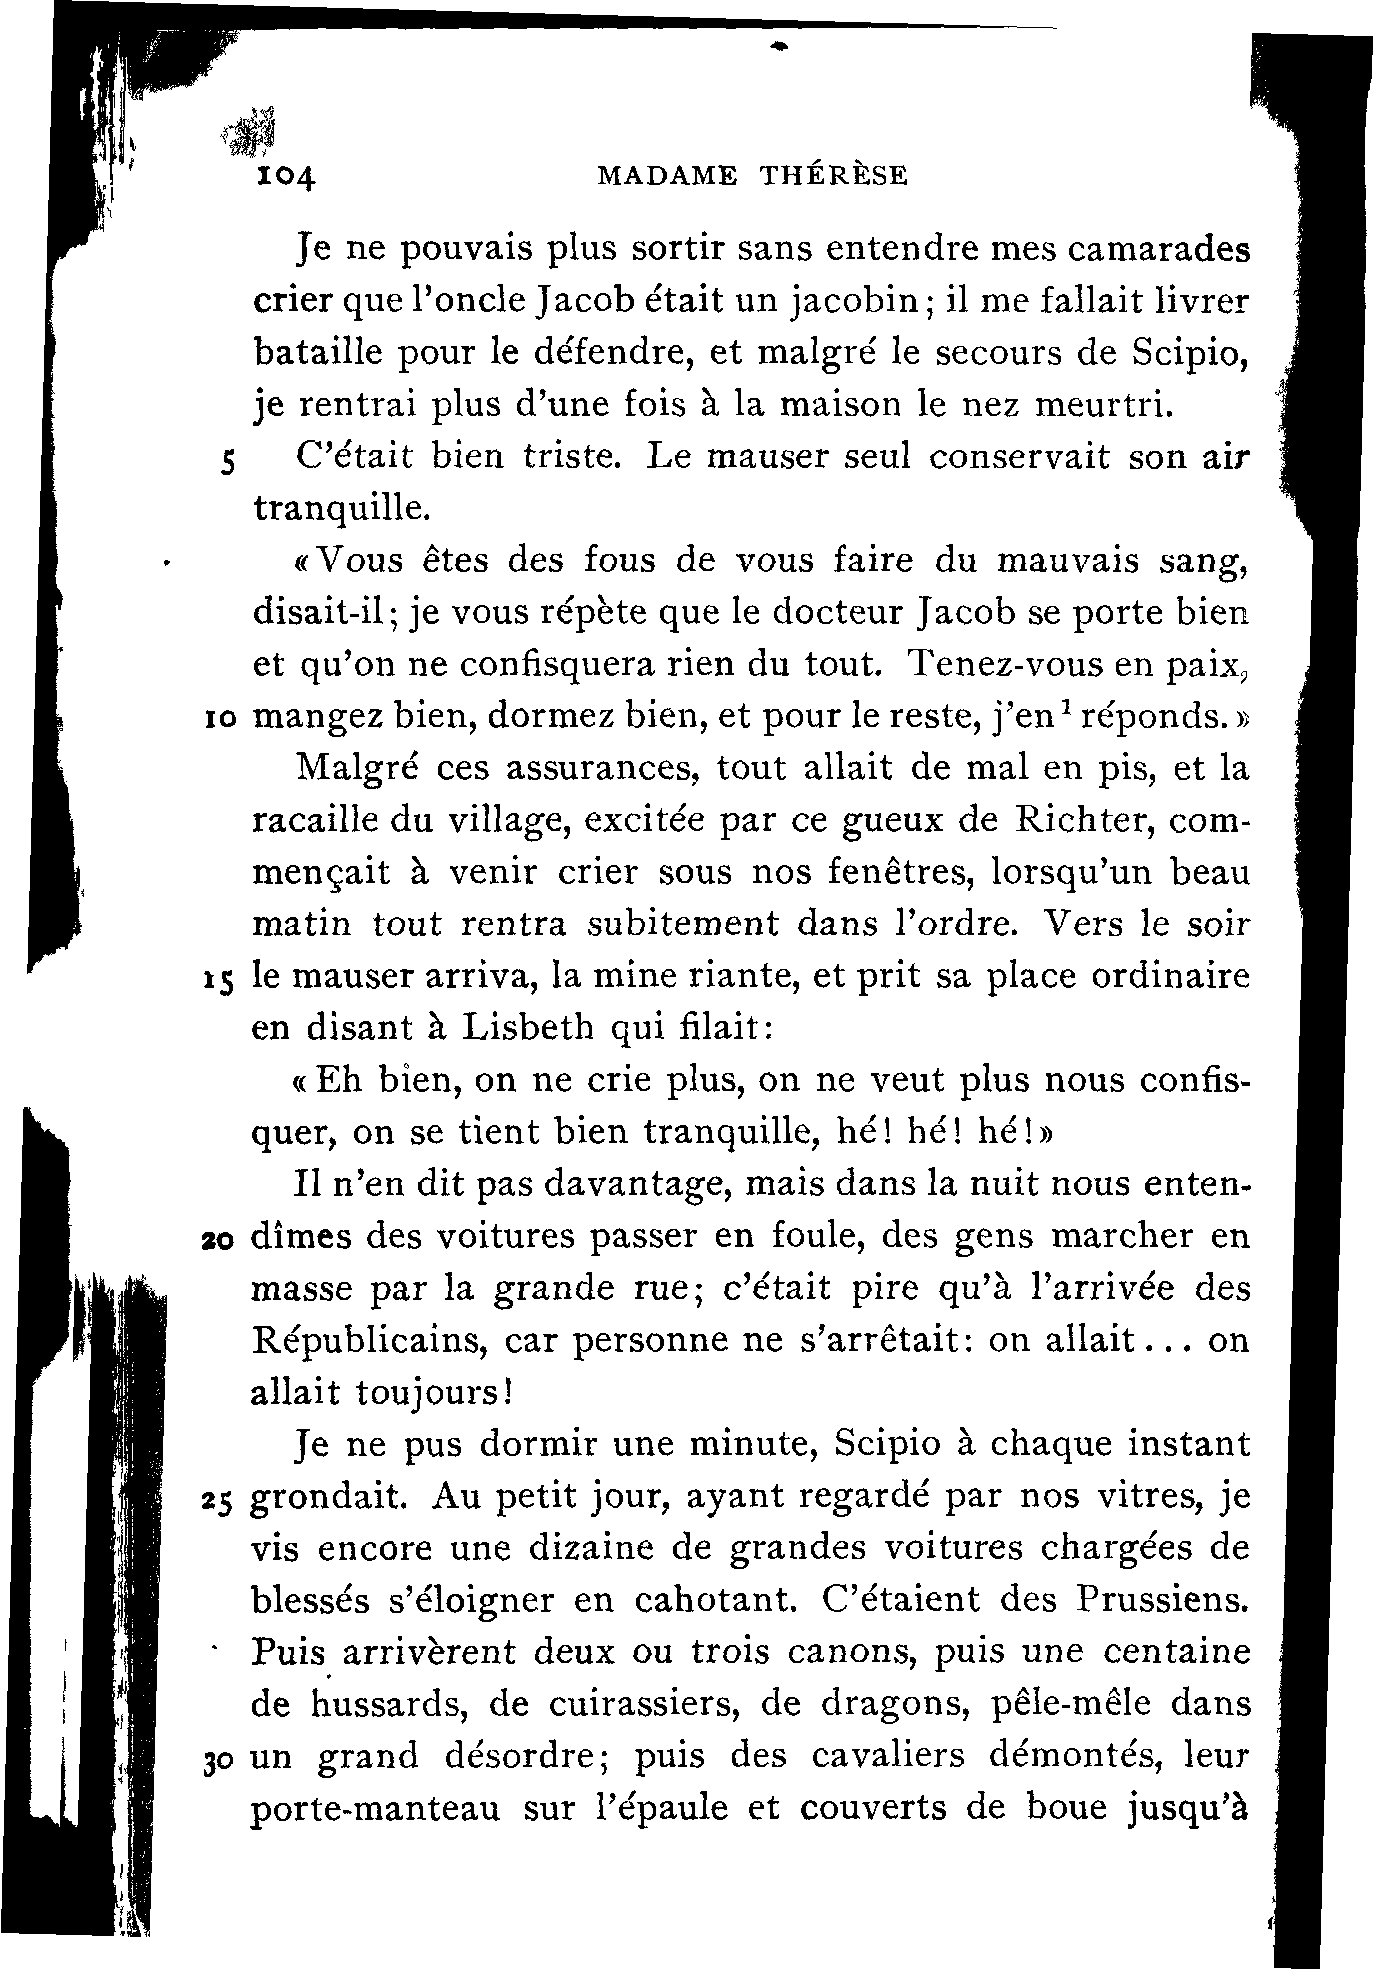 104 MADAME THÉRÈSE
Je ne pouvais plus sortir sans entendre mes camarades
crier que l'oncle Jacob était un jacobin; il me fallait livrer
bataille pour le défendre, et malgré le secours de Scipio,
je rentrai plus d'une fois à la maison le nez meurtri.
5 C'était bien triste. Le mauser seul conservait son air
tranquille.
«Vous êtes des fous de vous faire du mauvais sang,
disait-il; je vous répète que le docteur Jacob se porte bien
et qu'on ne confisquera rien du tout. Tenez-vous en paix,
10 mangez bien, dormez bien, et pour le reste, j'en¹ réponds.»
Malgré ces assurances, tout allait de mal en pis, et la
racaille du village, excitée par ce gueux de Richter, com-
mençait à venir crier sous nos fenêtres, lorsqu'un beau
matin tout rentra subitement dans l'ordre. Vers le soir
15 le mauser arriva, la mine riante, et prit sa place ordinaire
en disant à Lisbeth qui filait:
«Eh bien, on ne crie plus, on ne veut plus nous confis-
quer, on se tient bien tranquille, hé! hé! hé!»
Il n'en dit pas davantage, mais dans la nuit nous enten-
20 dîmes des voitures passer en foule, des gens marcher en
masse par la grande rue; c'était pire qu'à l'arrivée des
Républicains, car personne ne s'arrêtait: on allait... on
allait toujours!
Je ne pus dormir une minute, Scipio à chaque instant
25 grondait. Au petit jour, ayant regardé par nos vitres, je
vis encore une dizaine de grandes voitures chargées de
blessés s'éloigner en cahotant. C'étaient des Prussiens.
Puis arrivèrent deux ou trois canons, puis une centaine
de hussards, de cuirassiers, de dragons, pêle-mêle dans
30 un grand désordre; puis des cavaliers démontés, leur
porte-manteau sur l'épaule et couverts de boue jusqu'à